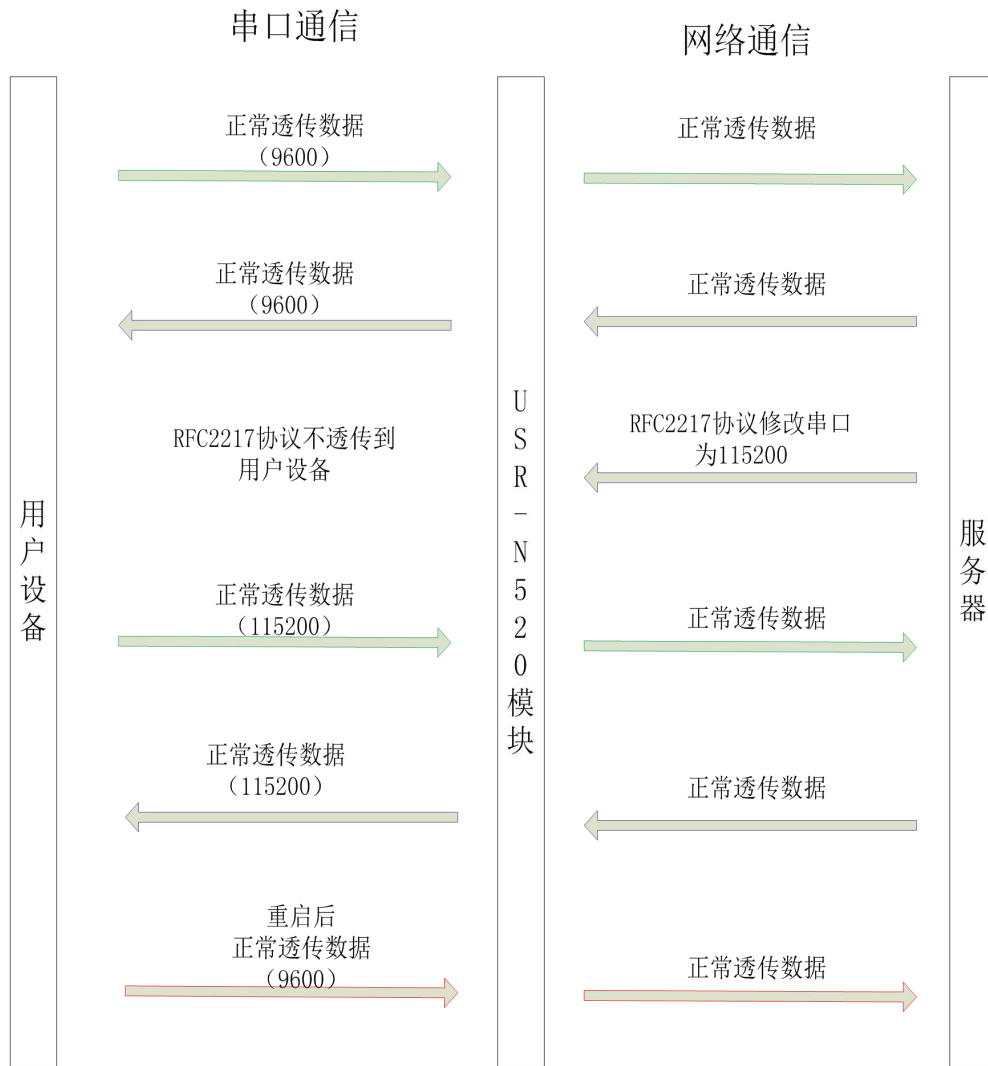 串口通信
网络通信
正常透传数据
（9600）
正常透传数据
正常透传数据
（9600）
正常透传数据
RFC2217协议不透传到
用户设备
RFC2217协议修改串口
为115200
用户设备
USR-N520模块
服务器
正常透传数据
（115200）
正常透传数据
正常透传数据
（115200）
正常透传数据
重启后
正常透传数据
（9600）
正常透传数据